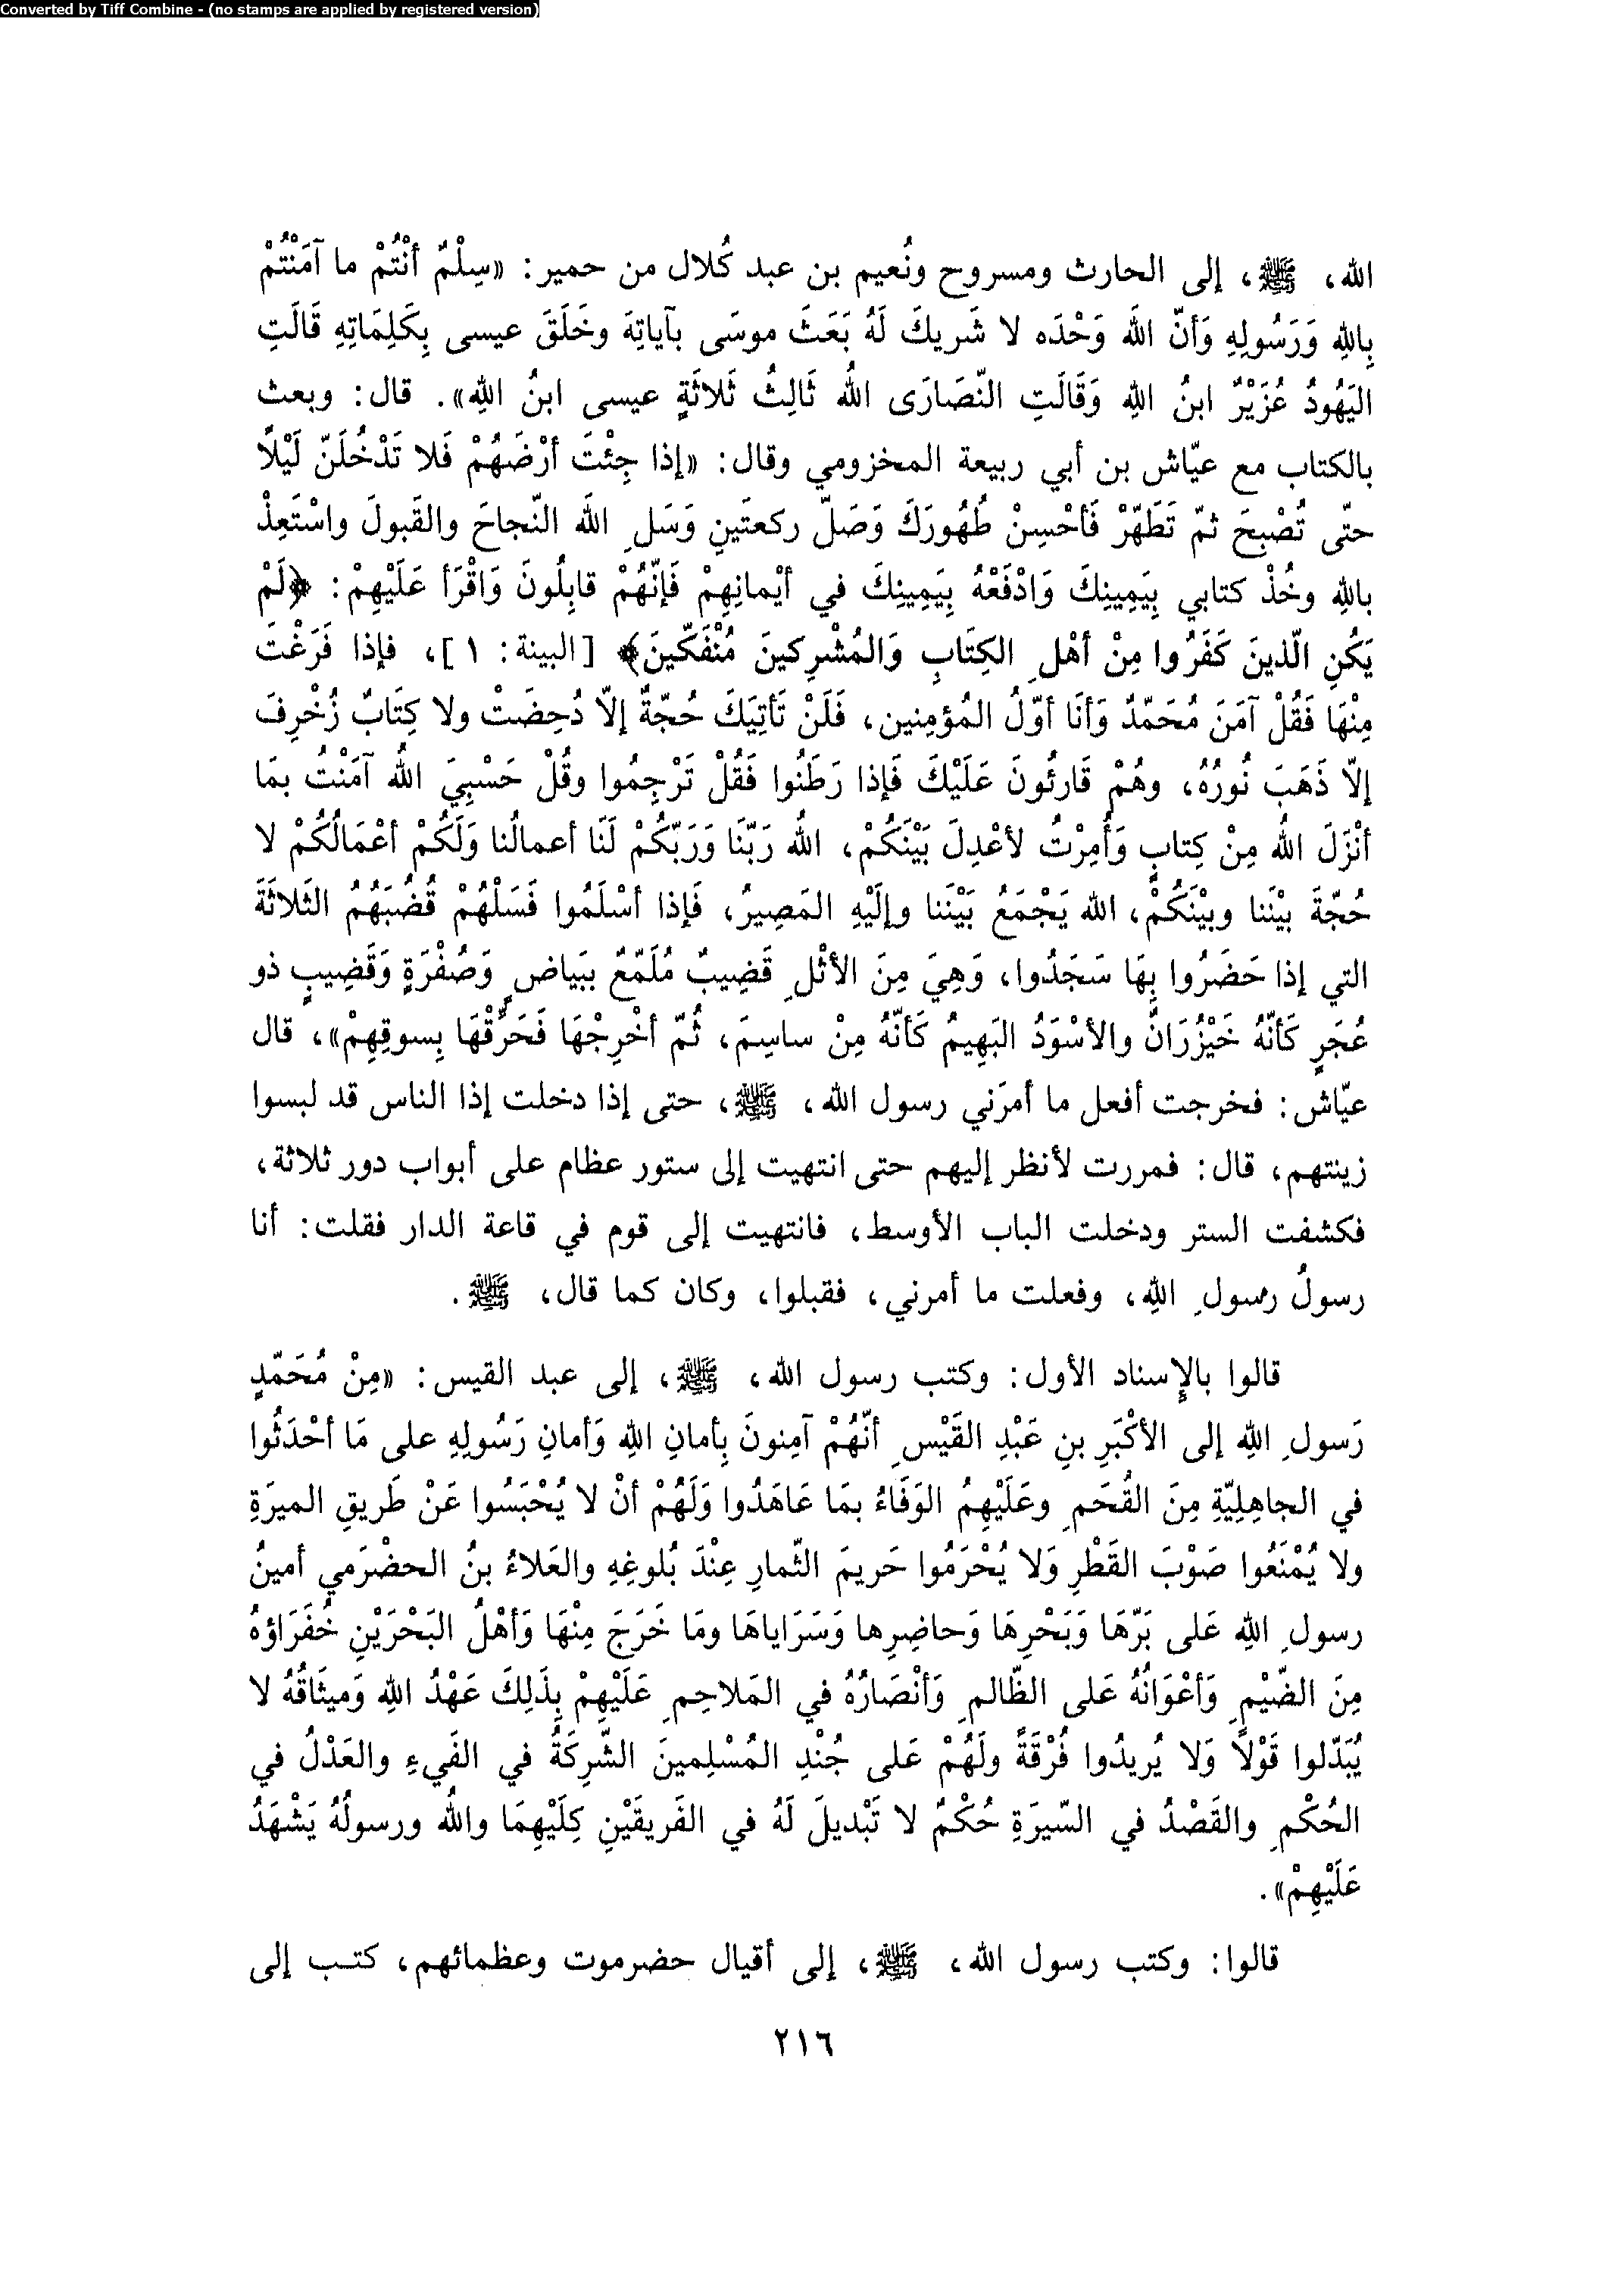 Converted by Tiff Combine - (no stamps are applied by registered version)
الله، ﷺ، إلى الحارث ومسروح ونُعيم بن عبد كُلال من حمير: «سِلْمٌ أَنْتُمْ ما آمَنْتُمْ
بِاللهِ وَرَسُولِهِ وَأَنّ اللهَ وَحْدَه لا شَريكَ لَهُ بَعَثَ موسَى بآياتِهَ وخَلَقَ عيسى بِكَلِمَاتِهِ قَالَتِ
اليَهُودُ عُزَيْرٌ ابنُ اللهِ وَقَالَتِ النّصَارَى اللهُ ثَالِثُ ثَلاثَةٍ عيسى ابنُ اللهِ». قال: وبعث
بالكتاب مع عيّاش بن أبي ربيعة المخزومي وقال: «إذا جِئْتَ أرْضَهُمْ فَلا تَدْخُلَنّ لَيْلًا
حتّى تُصْبِحَ ثمّ تَطَهّرْ فَأحْسِنْ طُهُورَكَ وَصَلّ ركعتَينِ وَسَلِ اللهَ النّجاحَ والقَبولَ واسْتَعِذْ
باللهِ وخُذْ كتابي بِيَمِينِكَ وَادْفَعْهُ بِيَمِينِكَ في أيْمانِهِمْ فَإنّهُمْ قابِلُونَ وَاقْرَأ عَلَيْهِمْ: ﴿لَمْ
يَكُنِ الّذينَ كَفَرُوا مِنْ أهْلِ الكِتَابِ وَالمُشْرِكينَ مُنْفَكّينَ﴾ [البينة: ١]، فإذا فَرَغْتَ
مِنْهَا فَقُلْ آمَنَ مُحَمّدٌ وَأنَا أوّلُ المُؤمِنين، فَلَنْ تَأتِيَكَ حُجّةٌ إلاّ دُحِضَتْ ولا كِتَابٌ زُخْرِفَ
إلاّ ذَهَبَ نُورُهُ، وهُمْ قَارئُونَ عَلَيْكَ فَإذا رَطَنُوا فَقُلْ تَرْجِمُوا وقُلْ حَسْبِيَ اللهُ آمَنْتُ بمَا
أنْزَلَ اللهُ مِنْ كِتابٍ وَأُمِرْتُ لأعْدِلَ بَيْنَكُمْ، اللهُ رَبّنَا وَرَبّكُمْ لَنَا أعمالُنا وَلَكُمْ أعْمَالُكُمْ لا
حُجّةَ بيْنَنا وبيْنَكُمْ، الله يَجْمَعُ بَيْنَنا وإلَيْهِ المَصِيرُ، فَإذا أسْلَمُوا فَسَلْهُمْ قُضُبَهُمُ الثَلاثَةَ
التي إذا حَضَرُوا بِهَا سَجَدُوا، وَهِيَ مِنَ الأثْلِ قَضِيبٌ مُلَمّعٌ ببَياضٍ وَصُفْرَةٍ وَقَضِيبٍ ذو
عُجَرٍ كَأنّهُ خَيْزُرَانٌ والأسْوَدُ البَهِيمُ كَأنّهُ مِنْ ساسِمَ، ثُمّ أخْرِجْهَا فَحَرّقْهَا بِسوقِهِمْ»، قال
عيّاش: فخرجت أفعل ما أمرَني رسول الله، ﷺ، حتى إذا دخلت إذا الناس قد لبسوا
زينتهم، قال: فمررت لأنظر إليهم حتى انتهيت إلى ستور عظام على أبواب دور ثلاثة،
فكشفت الستر ودخلت الباب الأوسط، فانتهيت إلى قوم في قاعة الدار فقلت: أنا
رسولُ رسولِ اللهِ، وفعلت ما أمرني، فقبلوا، وكان كما قال، ﷺ.
قالوا بالإسناد الأول: وكتب رسول الله، ﷺ، إلى عبد القيس: «مِنْ مُحَمّدٍ
رَسولِ اللهِ إلى الأكْبَرِ بنِ عَبْدِ القَيْسِ أنّهُمْ آمِنونَ بِأمانِ اللهِ وَأمانِ رَسُولِهِ على مَا أحْدَثُوا
في الجاهِلِيّةِ مِنَ القُحَمِ وعَلَيْهِمُ الوَفَاءُ بمَا عَاهَدُوا وَلَهُمْ أنْ لا يُحْبَسُوا عَنْ طَريقِ الميرَةِ
ولا يُمْنَعُوا صَوْبَ القَطْرِ وَلا يُحْرَمُوا حَريمَ الثّمارِ عِنْدَ بُلوغِهِ والعَلاءُ بنُ الحضْرَمي أمينُ
رسولِ اللهِ عَلى بَرّهَا وَبَحْرِهَا وَحاضِرِها وَسَرَاياهَا ومَا خَرَجَ مِنْهَا وَأهْلُ البَحْرَيْنِ خُفَرَاؤهُ
مِنَ الضّيْمِ وَأعْوَانُهُ عَلى الظّالمِ وَأنْصَارُهُ في المَلاحِمِ عَلَيْهِمْ بِذَلِكَ عَهْدُ اللهِ وَميثَاقُهُ لا
يُبَدّلوا قَوْلًا وَلا يُريدُوا فُرْقَةً ولَهُمْ عَلى جُنْدِ المُسْلِمينَ الشّرِكَةُ في الفَيءِ والعَدْلُ في
الحُكْمِ والقَصْدُ في السّيرَةِ حُكْمٌ لا تَبْديلَ لَهُ في الفَريقَيْنِ كِلَيْهِمَا واللهُ ورسولُهُ يَشْهَدُ
عَلَيْهِمْ».
قالوا: وكتب رسول الله، ﷺ، إلى أقيال حضرموت وعظمائهم، كتب إلى
٢١٦